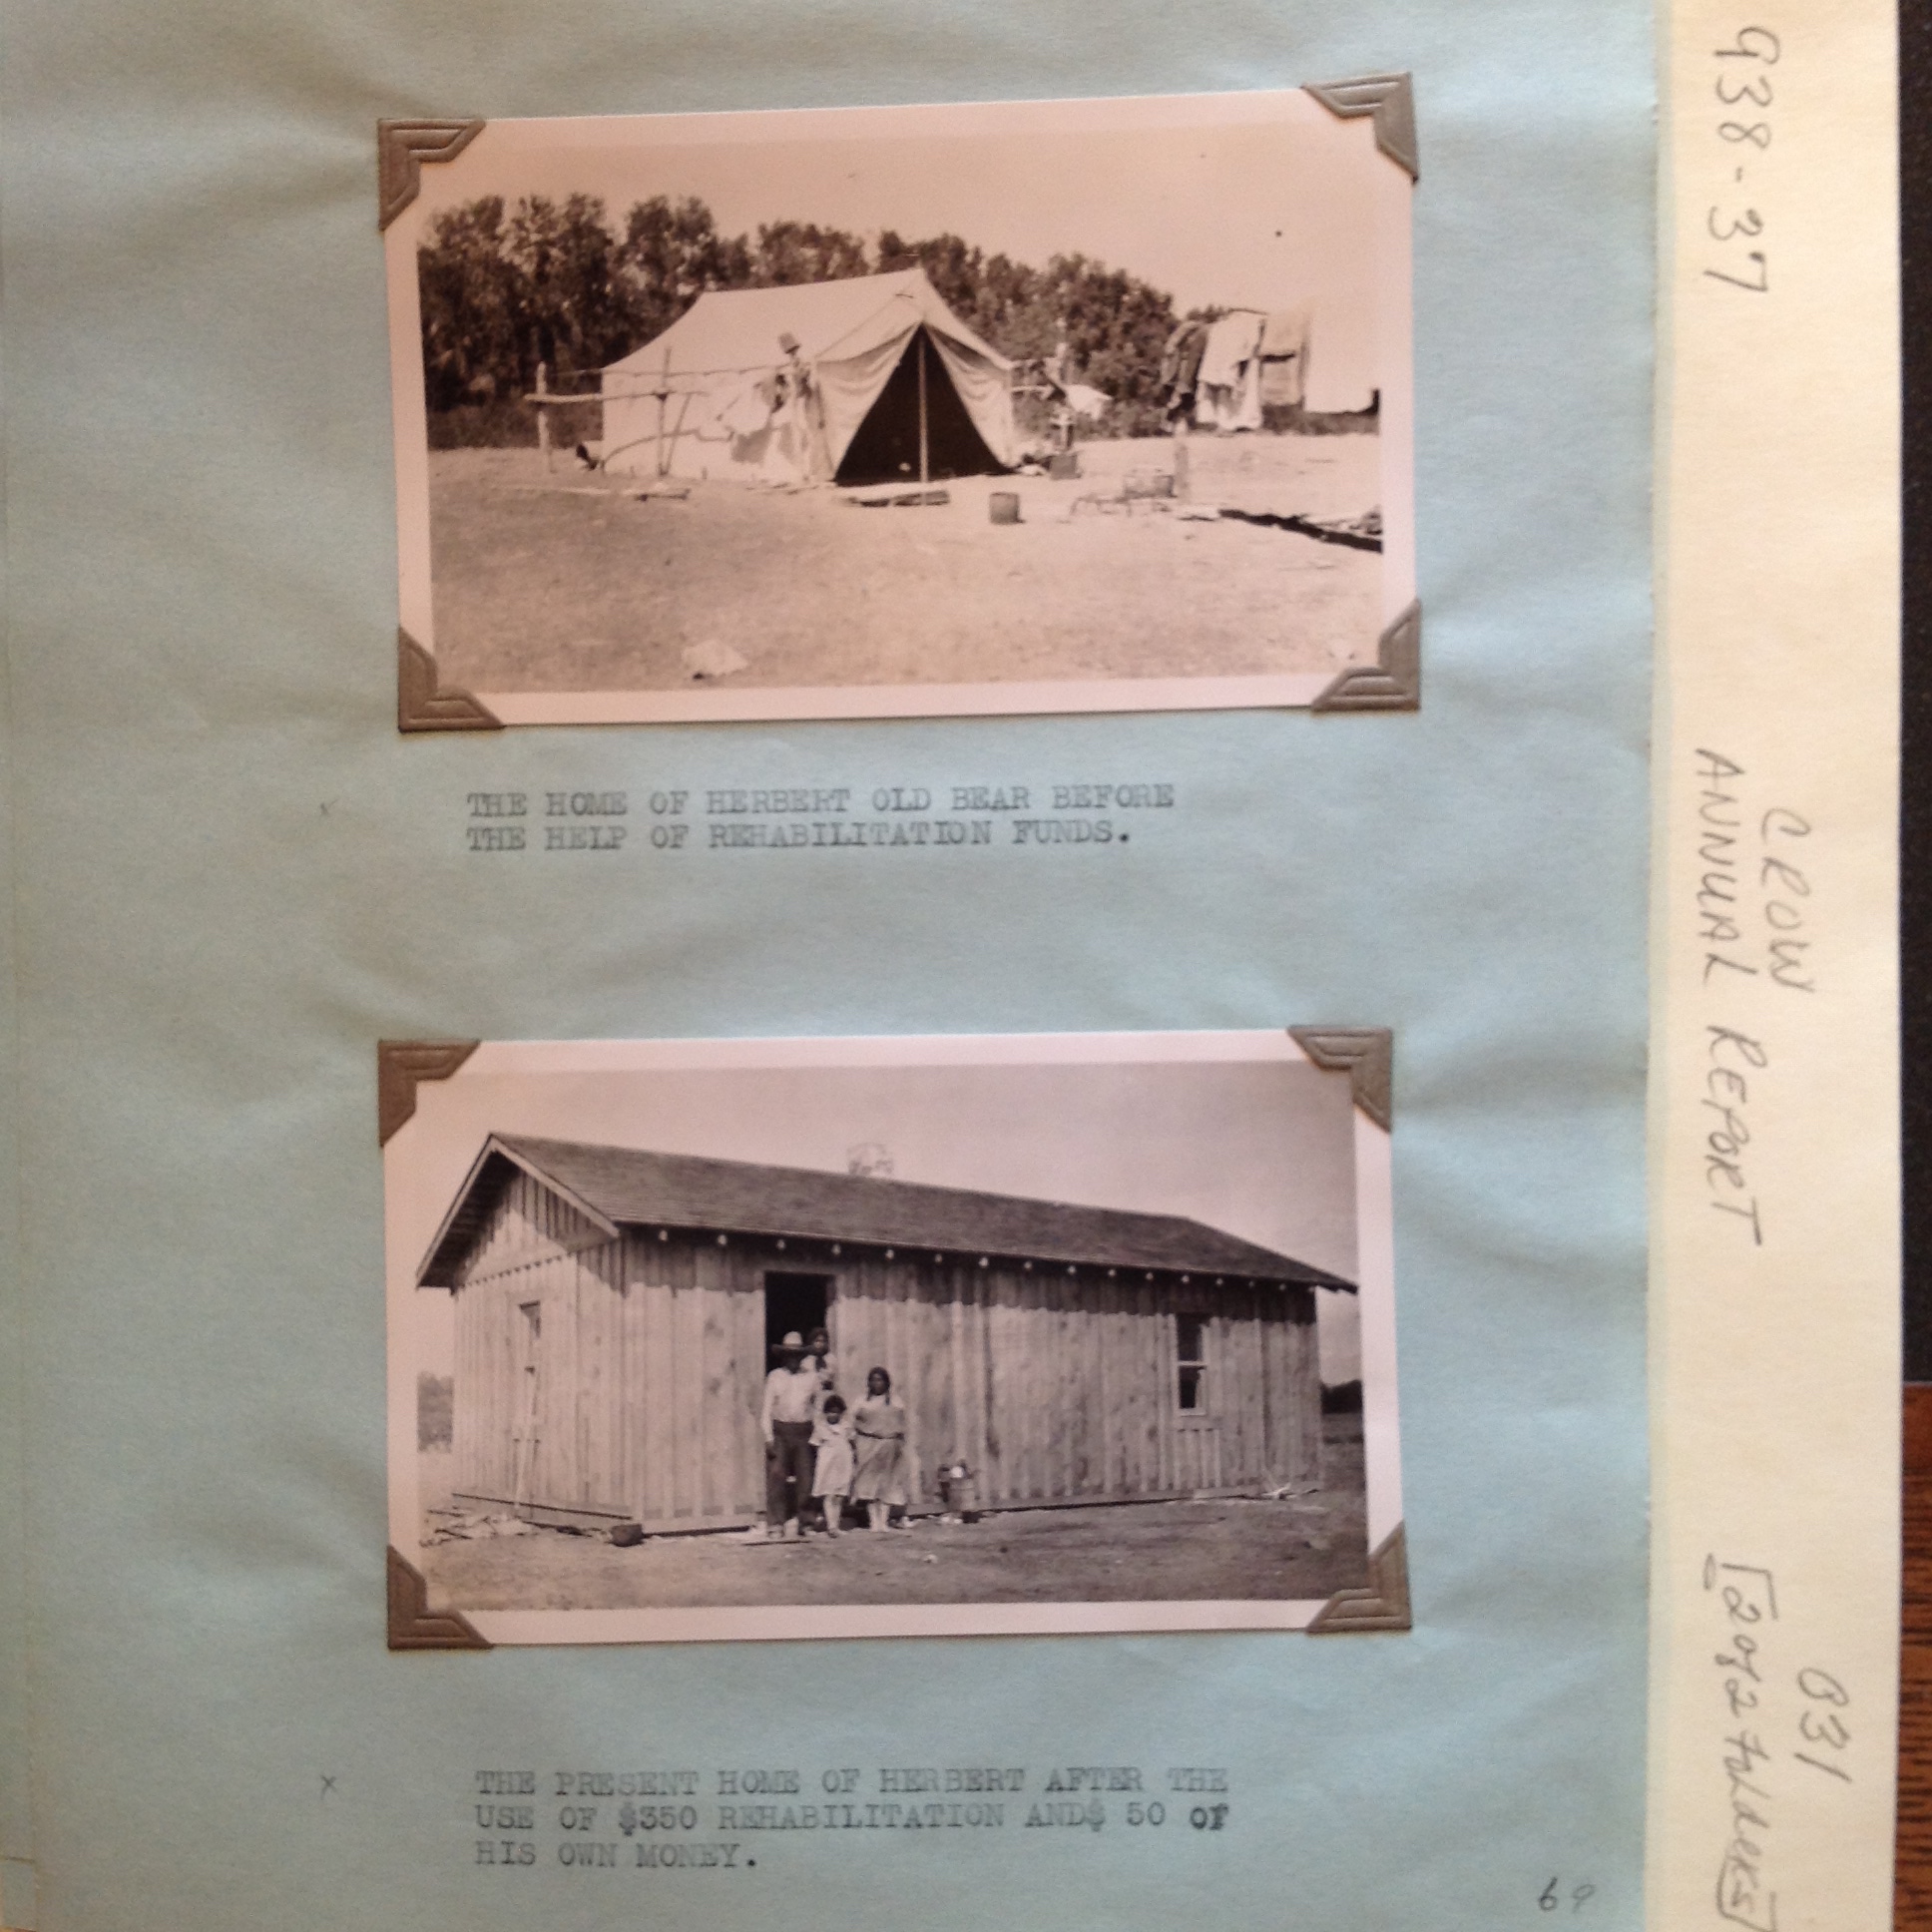 THE HOME OF HERBERT OLD BEAR BEFORE
THE HELP OF REHABILITATION FUNDS.
THE PRESENT HOME OF HERBERT AFTER THE
USE OF $350 REHABILITATION AND$ 50 OF
HIS OWN MONEY.
69
938-37
CROW
ANNUAL REPORT
031
[2 of 2 folders]